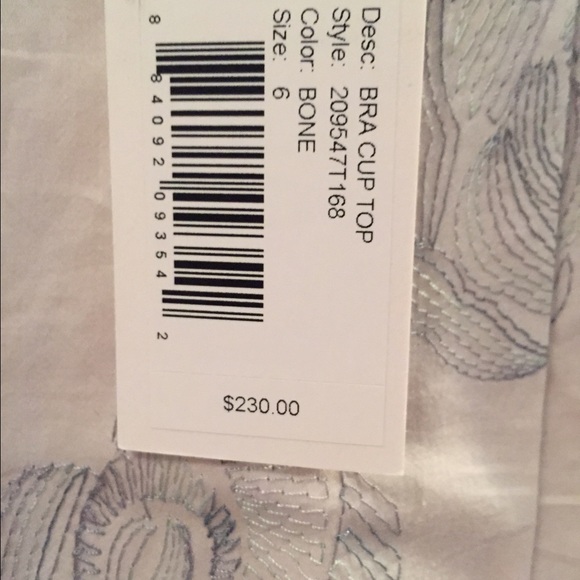 Desc: BRA CUP TOP
Style: 209547T168
Color: BONE
Size: 6
8 84092 09354 2
$230.00